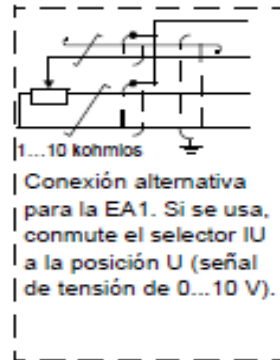 1...10 kohmios
Conexión alternativa
para la EA1. Si se usa,
conmute el selector IU
a la posición U (señal
de tensión de 0...10 V).